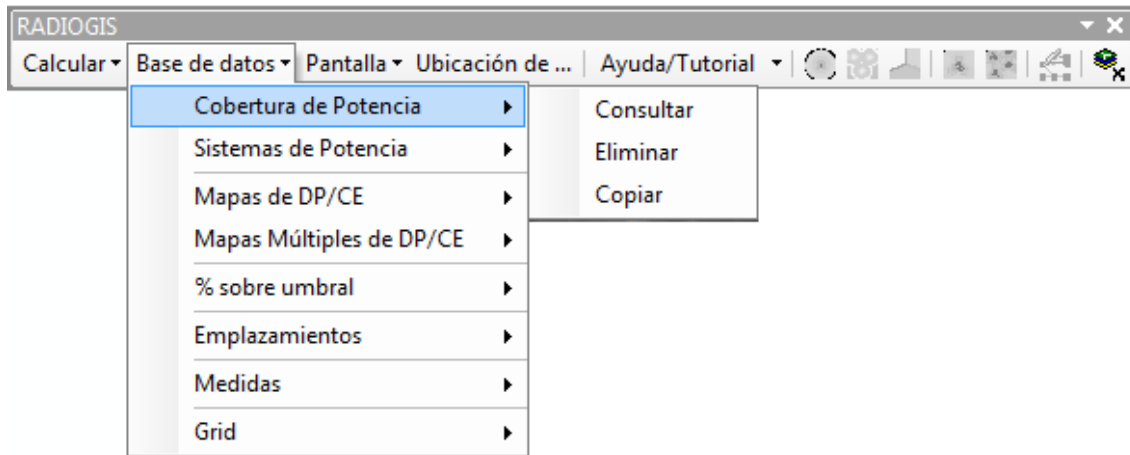 RADIOGIS
Calcular Base de datos Pantalla Ubicación de ... Ayuda/Tutorial
Cobertura de Potencia
Consultar
Sistemas de Potencia
Eliminar
Mapas de DP/CE
Copiar
Mapas Múltiples de DP/CE
% sobre umbral
Emplazamientos
Medidas
Grid